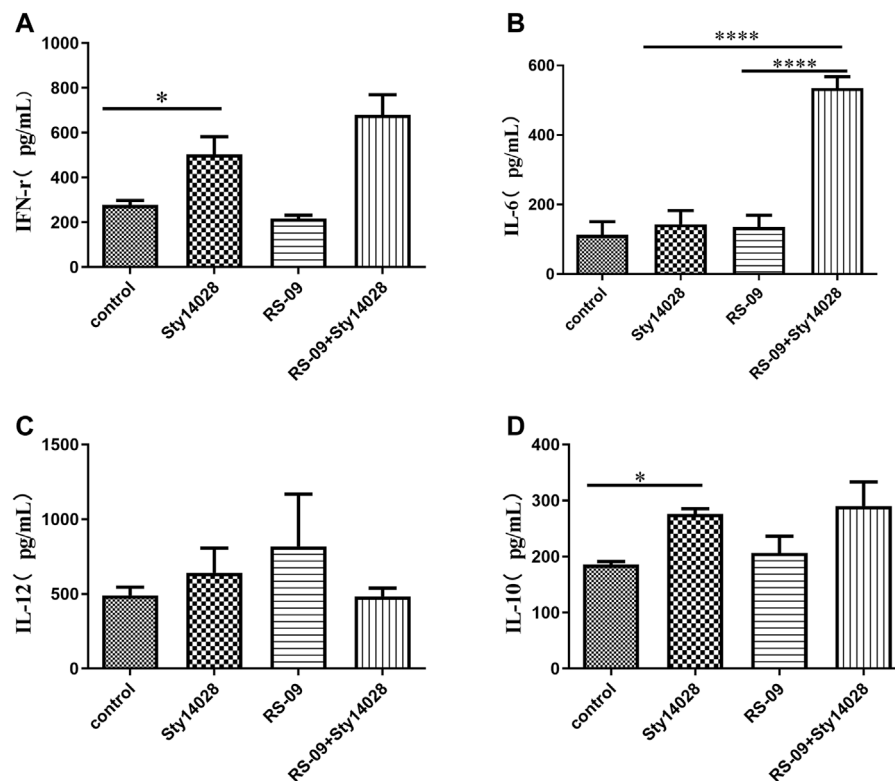 A
IFN-r( pg/mL)
1000
800
600
400
200
0
*
control
Sty14028
RS-09
RS-09+Sty14028
B
IL-6( pg/mL)
600
400
200
0
****
****
control
Sty14028
RS-09
RS-09+Sty14028
C
IL-12( pg/mL)
1500
1000
500
0
control
Sty14028
RS-09
RS-09+Sty14028
D
IL-10( pg/mL)
400
300
200
100
0
*
control
Sty14028
RS-09
RS-09+Sty14028